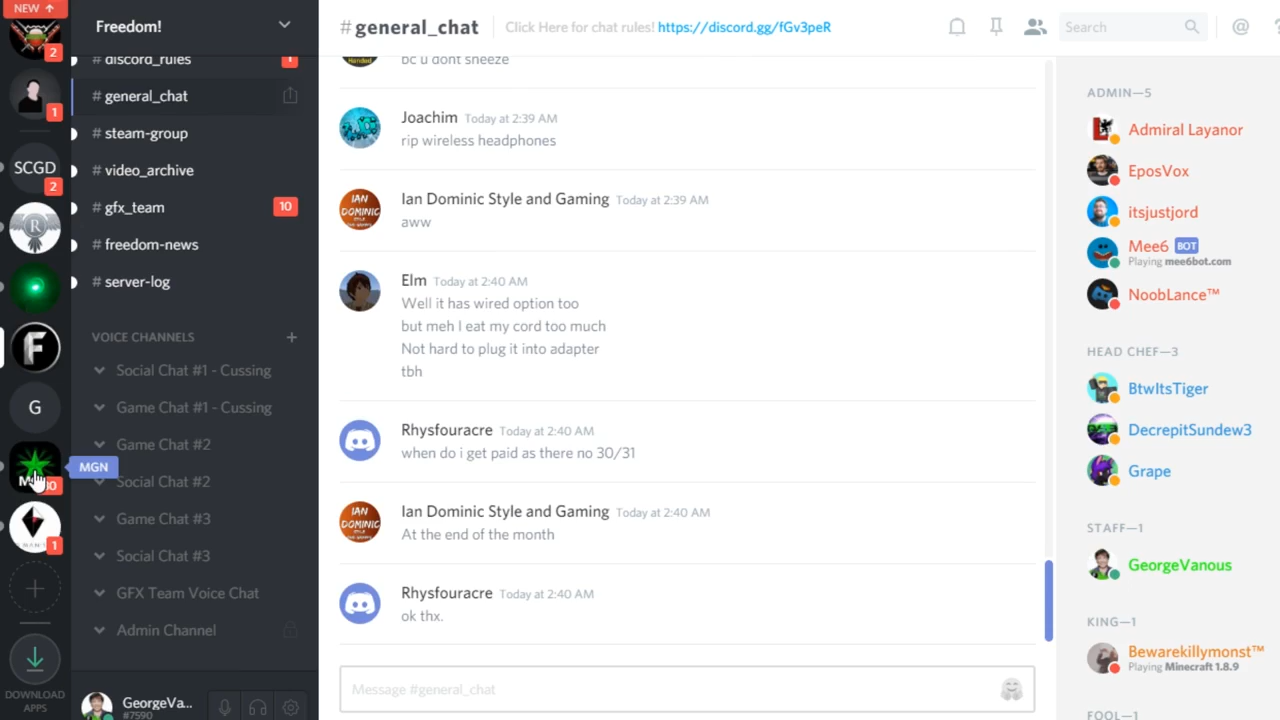 NEW ↑
2
1
SCGD
2
R
F
G
MGN
1
DOWNLOAD
APPS
Freedom!
# discord_rules 1
# general_chat
# steam-group
# video_archive
# gfx_team 10
# freedom-news
# server-log
VOICE CHANNELS +
Social Chat #1 - Cussing
Game Chat #1 - Cussing
Game Chat #2
Social Chat #2
Game Chat #3
Social Chat #3
GFX Team Voice Chat
Admin Channel
GeorgeVa...
#7590
#general_chat
Click Here for chat rules! https://discord.gg/fGv3peR
Search
@
bc u dont sneeze
Joachim Today at 2:39 AM
rip wireless headphones
IAN
DOMINIC
Ian Dominic Style and Gaming Today at 2:39 AM
aww
Elm Today at 2:40 AM
Well it has wired option too
but meh I eat my cord too much
Not hard to plug it into adapter
tbh
Rhysfouracre Today at 2:40 AM
when do i get paid as there no 30/31
IAN
DOMINIC
Ian Dominic Style and Gaming Today at 2:40 AM
At the end of the month
Rhysfouracre Today at 2:40 AM
ok thx.
Message #general_chat
ADMIN—5
Admiral Layanor
EposVox
itsjustjord
Mee6 BOT
Playing mee6bot.com
NoobLance™
HEAD CHEF—3
BtwItsTiger
DecrepitSundew3
Grape
STAFF—1
GeorgeVanous
KING—1
Bewarekillymonst™
Playing Minecraft 1.8.9
FOOL—1